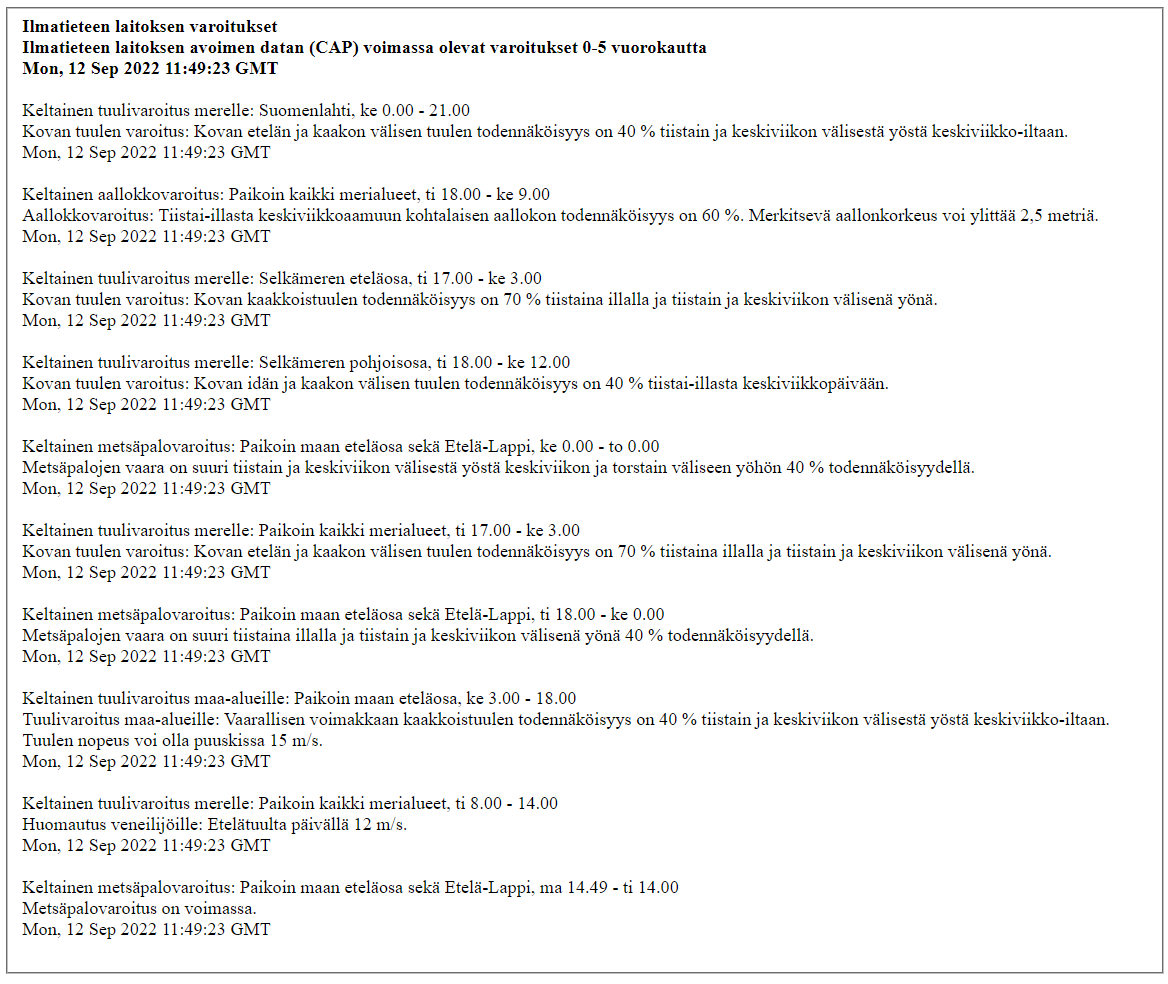 Ilmatieteen laitoksen varoitukset
Ilmatieteen laitoksen avoimen datan (CAP) voimassa olevat varoitukset 0-5 vuorokautta
Mon, 12 Sep 2022 11:49:23 GMT
Keltainen tuulivaroitus merelle: Suomenlahti, ke 0.00 - 21.00
Kovan tuulen varoitus: Kovan etelän ja kaakon välisen tuulen todennäköisyys on 40 % tiistain ja keskiviikon välisestä yöstä keskiviikko-iltaan.
Mon, 12 Sep 2022 11:49:23 GMT
Keltainen aallokkovaroitus: Paikoin kaikki merialueet, ti 18.00 - ke 9.00
Aallokkovaroitus: Tiistai-illasta keskiviikkoaamuun kohtalaisen aallokon todennäköisyys on 60 %. Merkitsevä aallonkorkeus voi ylittää 2,5 metriä.
Mon, 12 Sep 2022 11:49:23 GMT
Keltainen tuulivaroitus merelle: Selkämeren eteläosa, ti 17.00 - ke 3.00
Kovan tuulen varoitus: Kovan kaakkoistuulen todennäköisyys on 70 % tiistaina illalla ja tiistain ja keskiviikon välisenä yönä.
Mon, 12 Sep 2022 11:49:23 GMT
Keltainen tuulivaroitus merelle: Selkämeren pohjoisosa, ti 18.00 - ke 12.00
Kovan tuulen varoitus: Kovan idän ja kaakon välisen tuulen todennäköisyys on 40 % tiistai-illasta keskiviikkopäivään.
Mon, 12 Sep 2022 11:49:23 GMT
Keltainen metsäpalovaroitus: Paikoin maan eteläosa sekä Etelä-Lappi, ke 0.00 - to 0.00
Metsäpalojen vaara on suuri tiistain ja keskiviikon välisestä yöstä keskiviikon ja torstain väliseen yöhön 40 % todennäköisyydellä.
Mon, 12 Sep 2022 11:49:23 GMT
Keltainen tuulivaroitus merelle: Paikoin kaikki merialueet, ti 17.00 - ke 3.00
Kovan tuulen varoitus: Kovan etelän ja kaakon välisen tuulen todennäköisyys on 70 % tiistaina illalla ja tiistain ja keskiviikon välisenä yönä.
Mon, 12 Sep 2022 11:49:23 GMT
Keltainen metsäpalovaroitus: Paikoin maan eteläosa sekä Etelä-Lappi, ti 18.00 - ke 0.00
Metsäpalojen vaara on suuri tiistaina illalla ja tiistain ja keskiviikon välisenä yönä 40 % todennäköisyydellä.
Mon, 12 Sep 2022 11:49:23 GMT
Keltainen tuulivaroitus maa-alueille: Paikoin maan eteläosa, ke 3.00 - 18.00
Tuulivaroitus maa-alueille: Vaarallisen voimakkaan kaakkoistuulen todennäköisyys on 40 % tiistain ja keskiviikon välisestä yöstä keskiviikko-iltaan.
Tuulen nopeus voi olla puuskissa 15 m/s.
Mon, 12 Sep 2022 11:49:23 GMT
Keltainen tuulivaroitus merelle: Paikoin kaikki merialueet, ti 8.00 - 14.00
Huomautus veneilijöille: Etelätuulta päivällä 12 m/s.
Mon, 12 Sep 2022 11:49:23 GMT
Keltainen metsäpalovaroitus: Paikoin maan eteläosa sekä Etelä-Lappi, ma 14.49 - ti 14.00
Metsäpalovaroitus on voimassa.
Mon, 12 Sep 2022 11:49:23 GMT